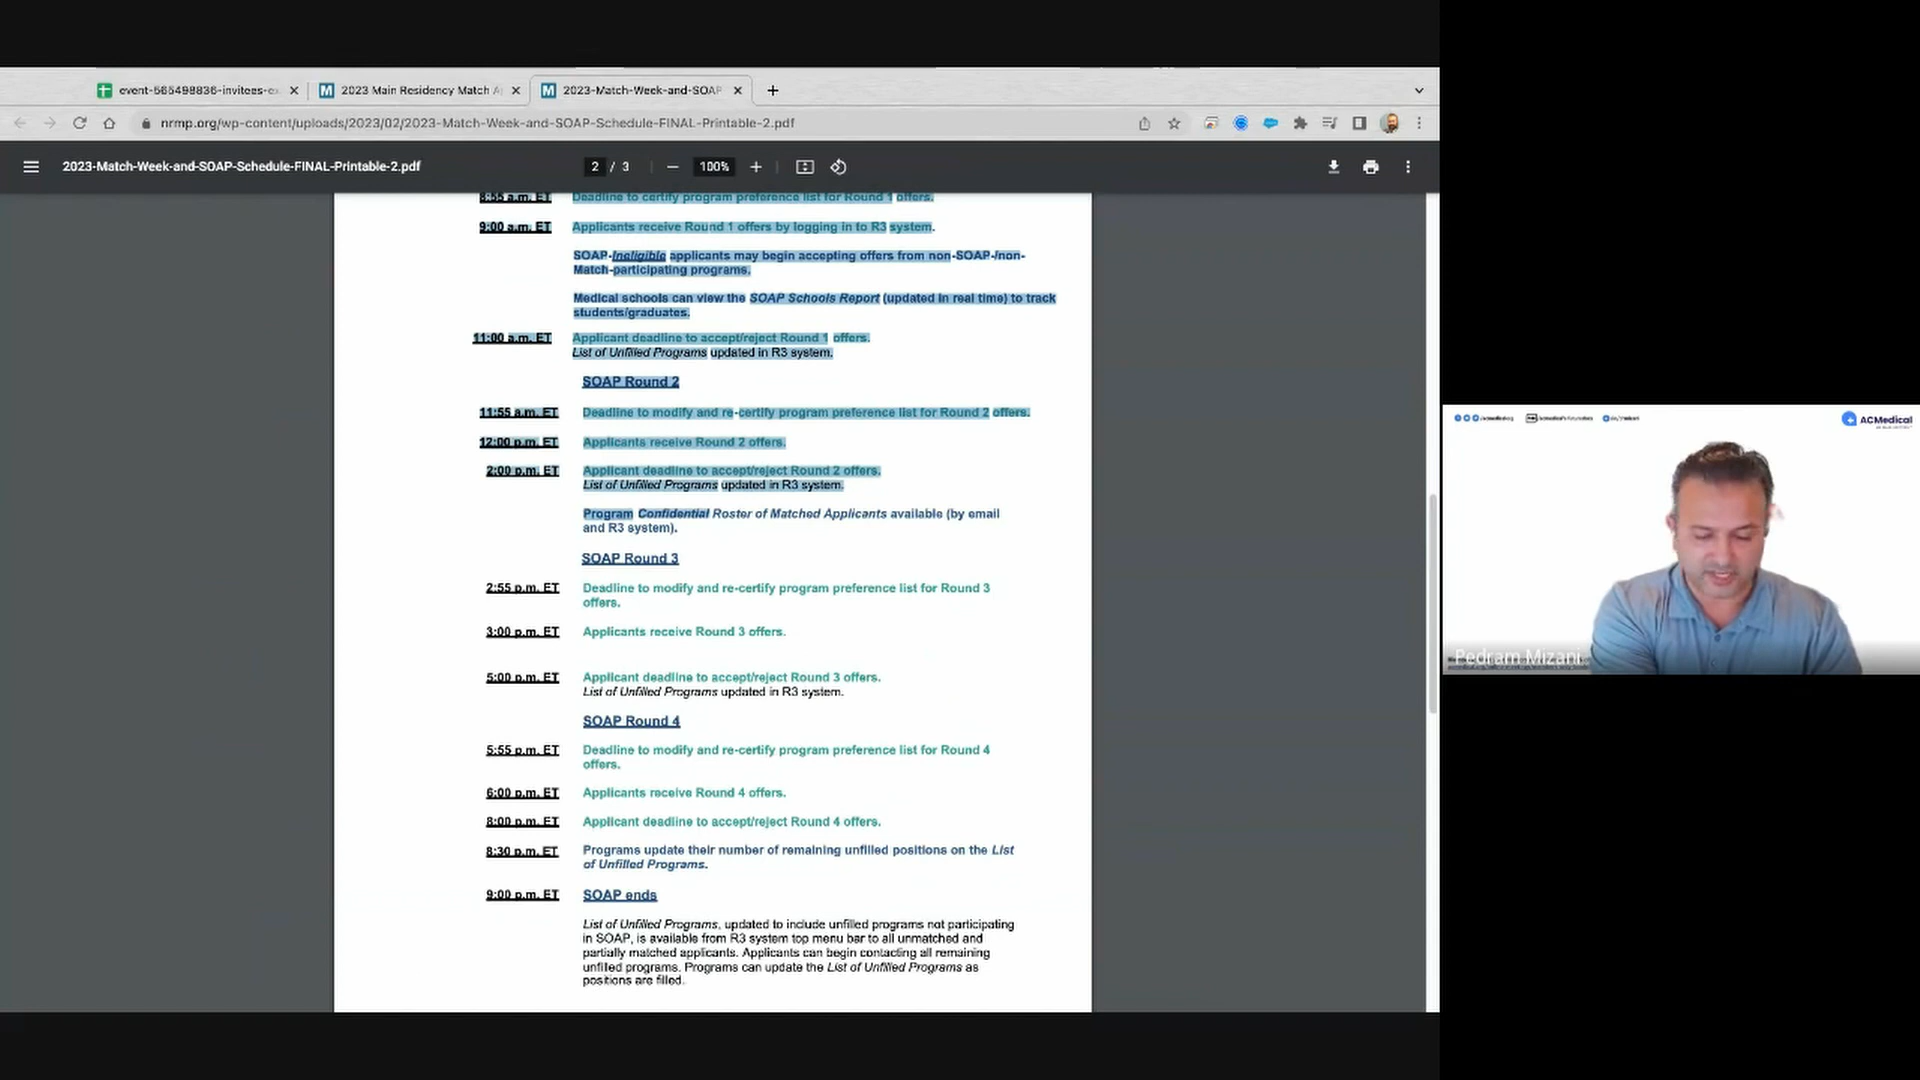 event-565498836-invitees-ex
2023 Main Residency Match A
2023-Match-Week-and-SOAP
nrmp.org/wp-content/uploads/2023/02/2023-Match-Week-and-SOAP-Schedule-FINAL-Printable-2.pdf
2023-Match-Week-and-SOAP-Schedule-FINAL-Printable-2.pdf
2 / 3
100%
8:55 a.m. ET Deadline to certify program preference list for Round 1 offers.
9:00 a.m. ET Applicants receive Round 1 offers by logging in to R3 system.
SOAP-Ineligible applicants may begin accepting offers from non-SOAP-/non-
Match-participating programs.
Medical schools can view the SOAP Schools Report (updated in real time) to track
students/graduates.
11:00 a.m. ET Applicant deadline to accept/reject Round 1 offers.
List of Unfilled Programs updated in R3 system.
SOAP Round 2
11:55 a.m. ET Deadline to modify and re-certify program preference list for Round 2 offers.
12:00 p.m. ET Applicants receive Round 2 offers.
2:00 p.m. ET Applicant deadline to accept/reject Round 2 offers.
List of Unfilled Programs updated in R3 system.
Program Confidential Roster of Matched Applicants available (by email
and R3 system).
SOAP Round 3
2:55 p.m. ET Deadline to modify and re-certify program preference list for Round 3
offers.
3:00 p.m. ET Applicants receive Round 3 offers.
5:00 p.m. ET Applicant deadline to accept/reject Round 3 offers.
List of Unfilled Programs updated in R3 system.
SOAP Round 4
5:55 p.m. ET Deadline to modify and re-certify program preference list for Round 4
offers.
6:00 p.m. ET Applicants receive Round 4 offers.
8:00 p.m. ET Applicant deadline to accept/reject Round 4 offers.
8:30 p.m. ET Programs update their number of remaining unfilled positions on the List
of Unfilled Programs.
9:00 p.m. ET SOAP ends
List of Unfilled Programs, updated to include unfilled programs not participating
in SOAP, is available from R3 system top menu bar to all unmatched and
partially matched applicants. Applicants can begin contacting all remaining
unfilled programs. Programs can update the List of Unfilled Programs as
positions are filled.
ACMedical
Pedram Mizani